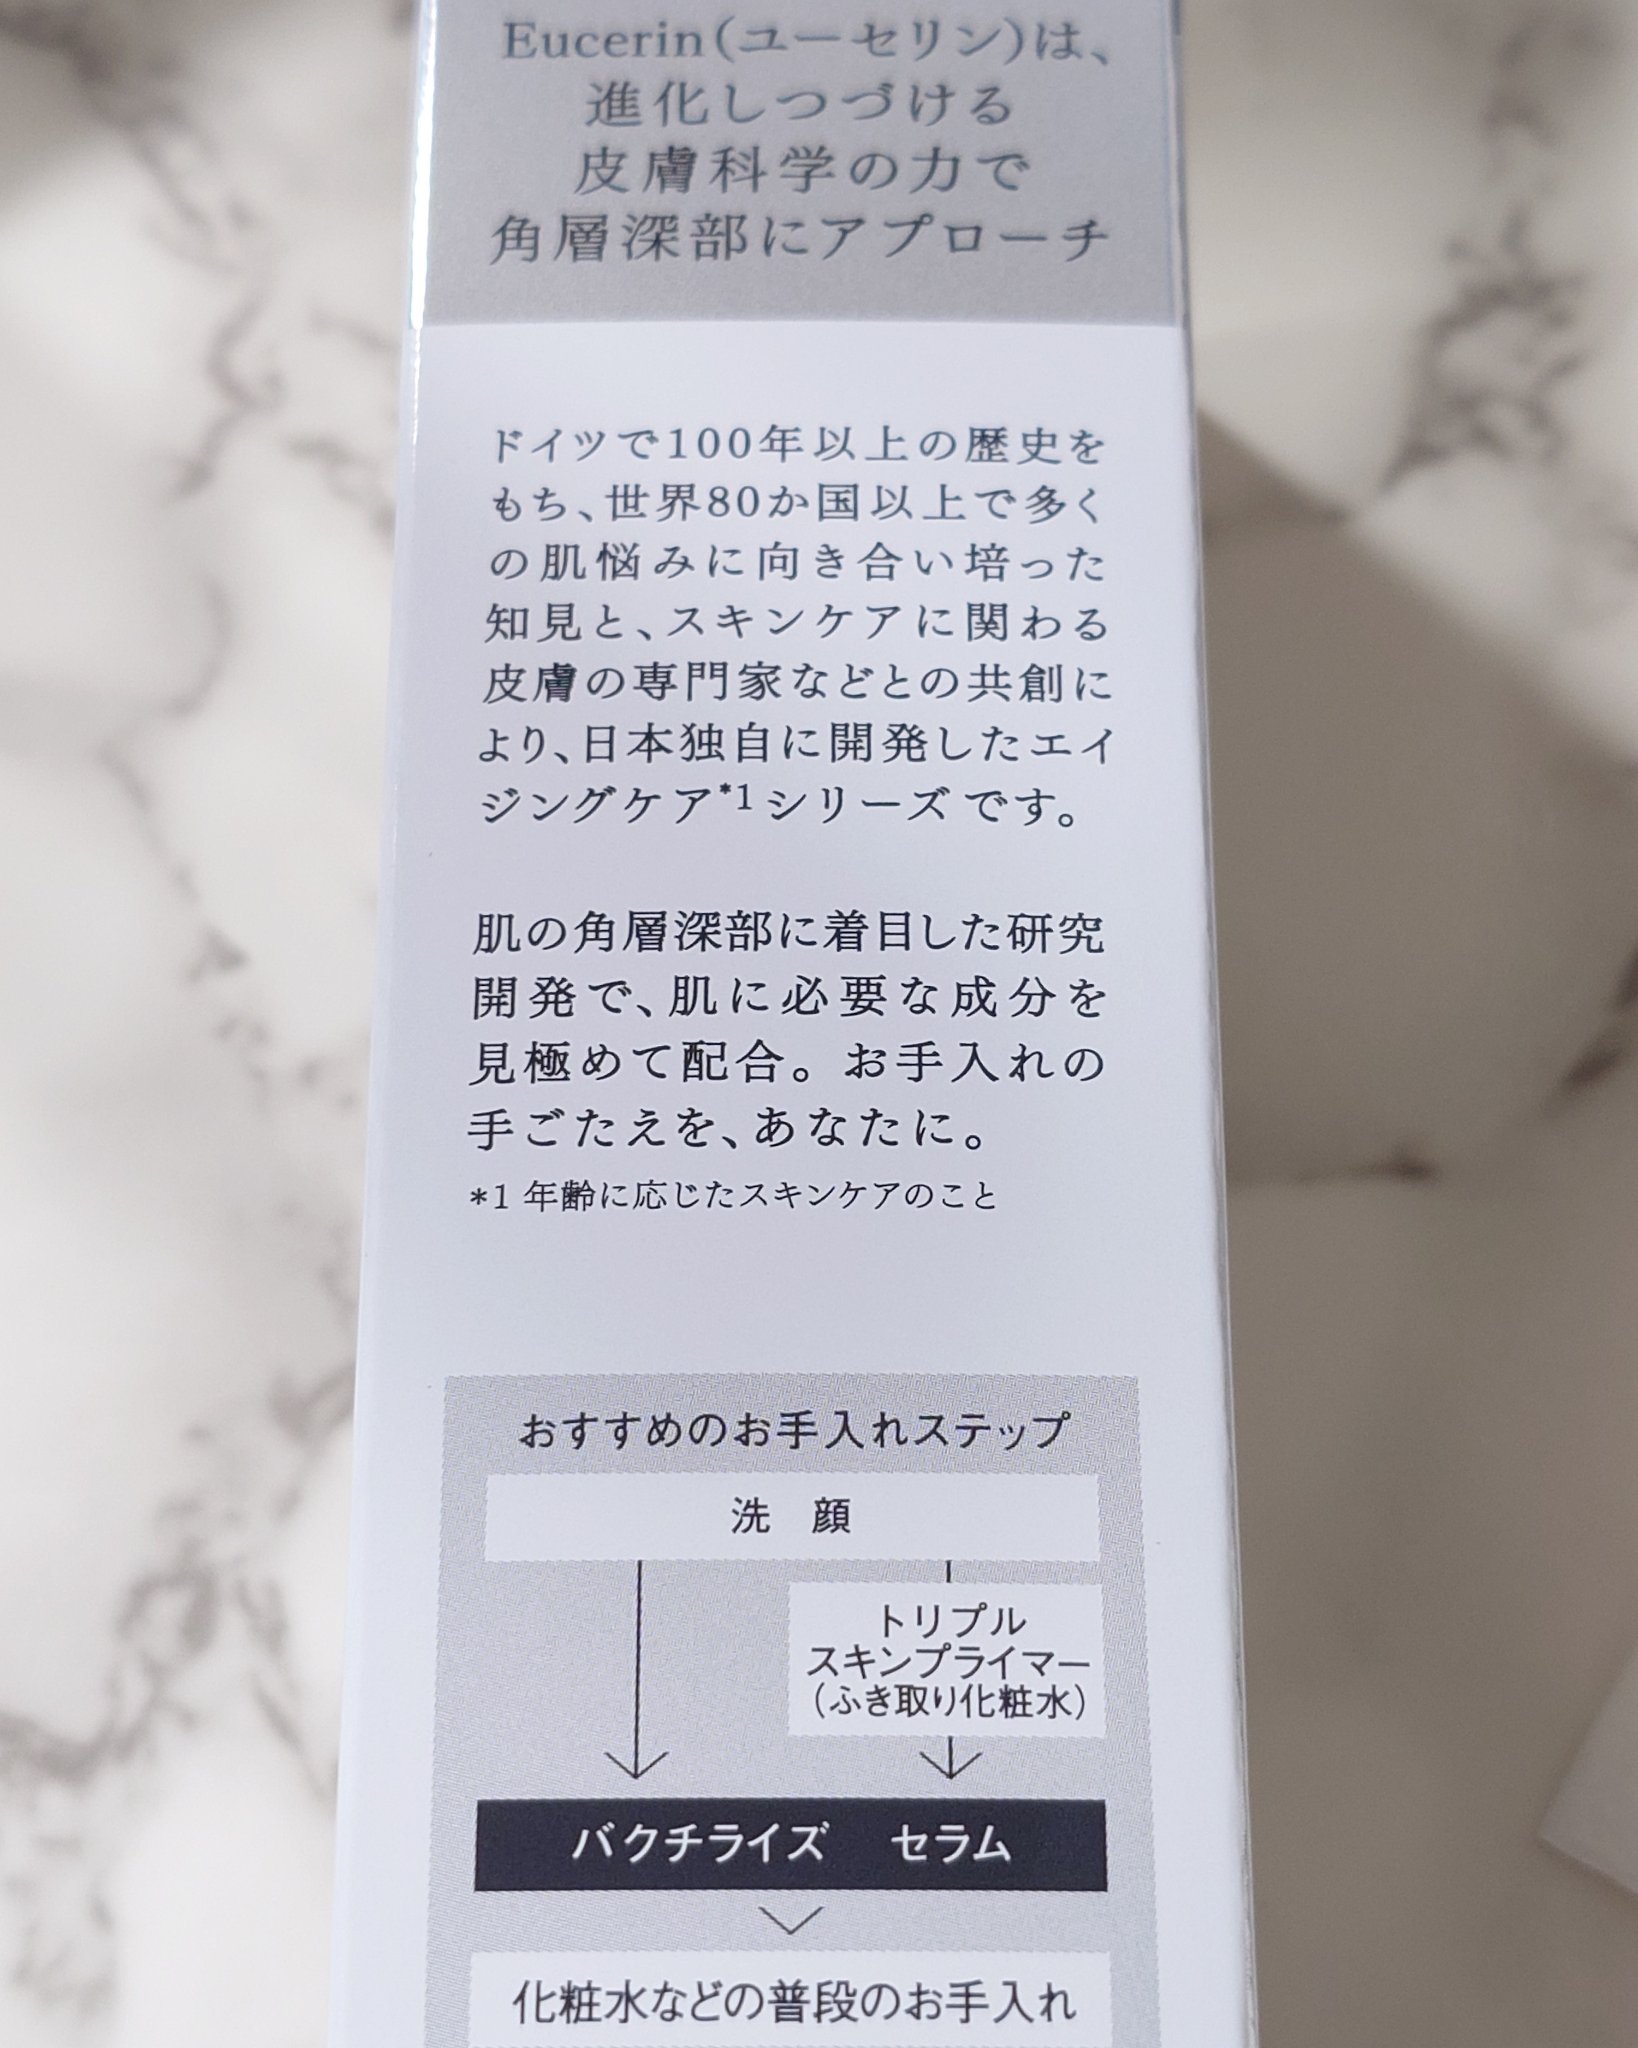 Eucerin(ユーセリン)は、
進化しつづける
皮膚科学の力で
角層深部にアプローチ
ドイツで100年以上の歴史を
もち、世界80か国以上で多く
の肌悩みに向き合い培った
知見と、スキンケアに関わる
皮膚の専門家などとの共創に
より、日本独自に開発したエイ
ジングケア*1シリーズです。
肌の角層深部に着目した研究
開発で、肌に必要な成分を
見極めて配合。お手入れの
手ごたえを、あなたに。
*1 年齢に応じたスキンケアのこと
おすすめのお手入れステップ
洗 顔
トリプル
スキンプライマー
(ふき取り化粧水)
バクチライズ セラム
化粧水などの普段のお手入れ